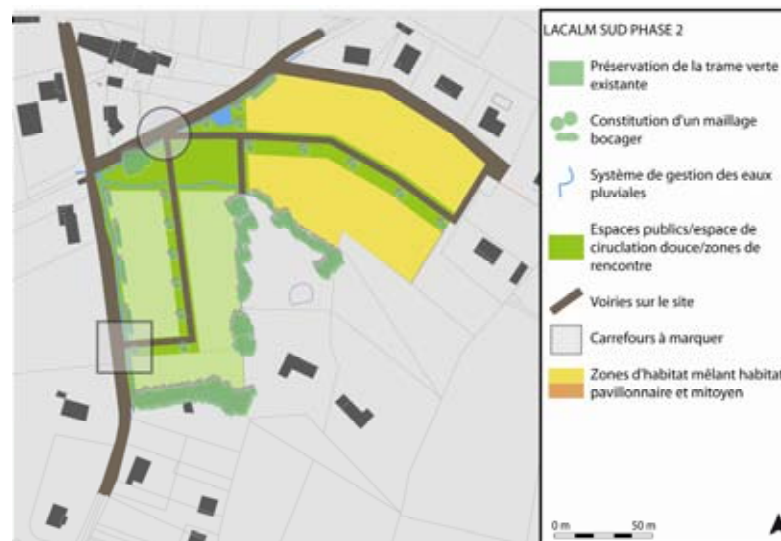 LACALM SUD PHASE 2
Préservation de la trame verte
existante
Constitution d'un maillage
bocager
Système de gestion des eaux
pluviales
Espaces publics/espace de
ciruclation douce/zones de
rencontre
Voiries sur le site
Carrefours à marquer
Zones d'habitat mêlant habitat
pavillonnaire et mitoyen
0 m 50 m